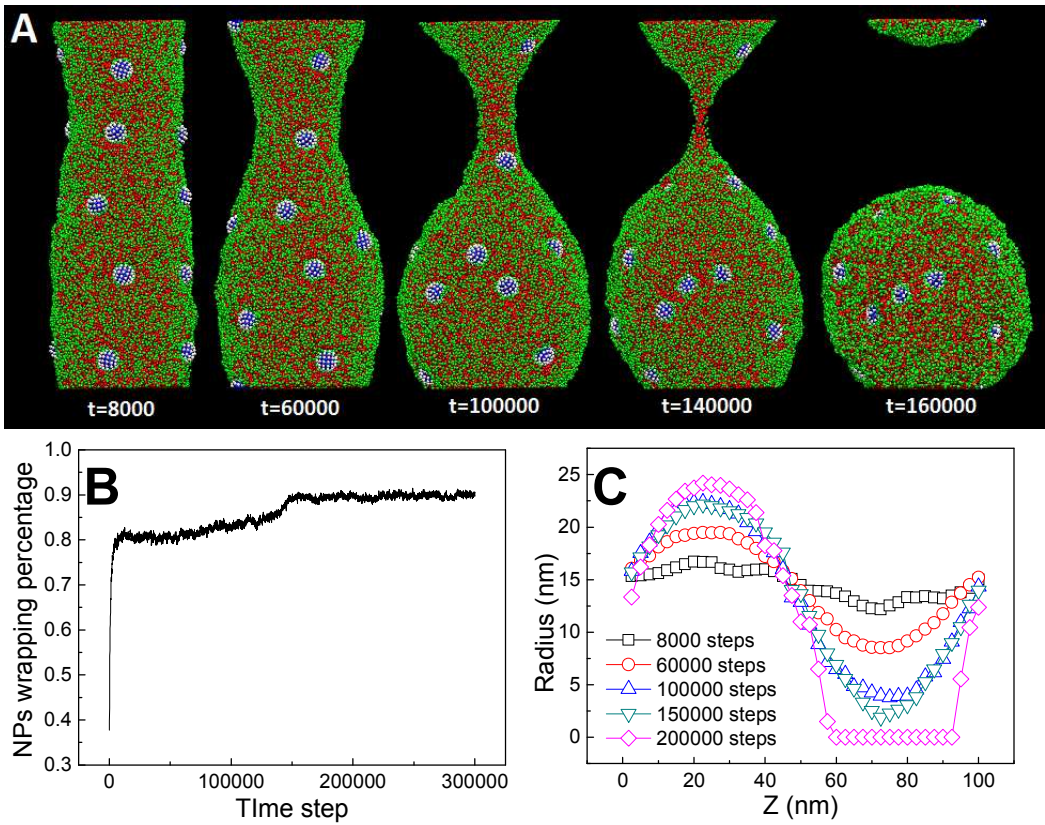 A
t=8000 t=60000 t=100000 t=140000 t=160000
B
NPs wrapping percentage
1.0
0.9
0.8
0.7
0.6
0.5
0.4
0.3
0 100000 200000 300000
TIme step
C
Radius (nm)
25
20
15
10
5
0
8000 steps
60000 steps
100000 steps
150000 steps
200000 steps
0 20 40 60 80 100
Z (nm)